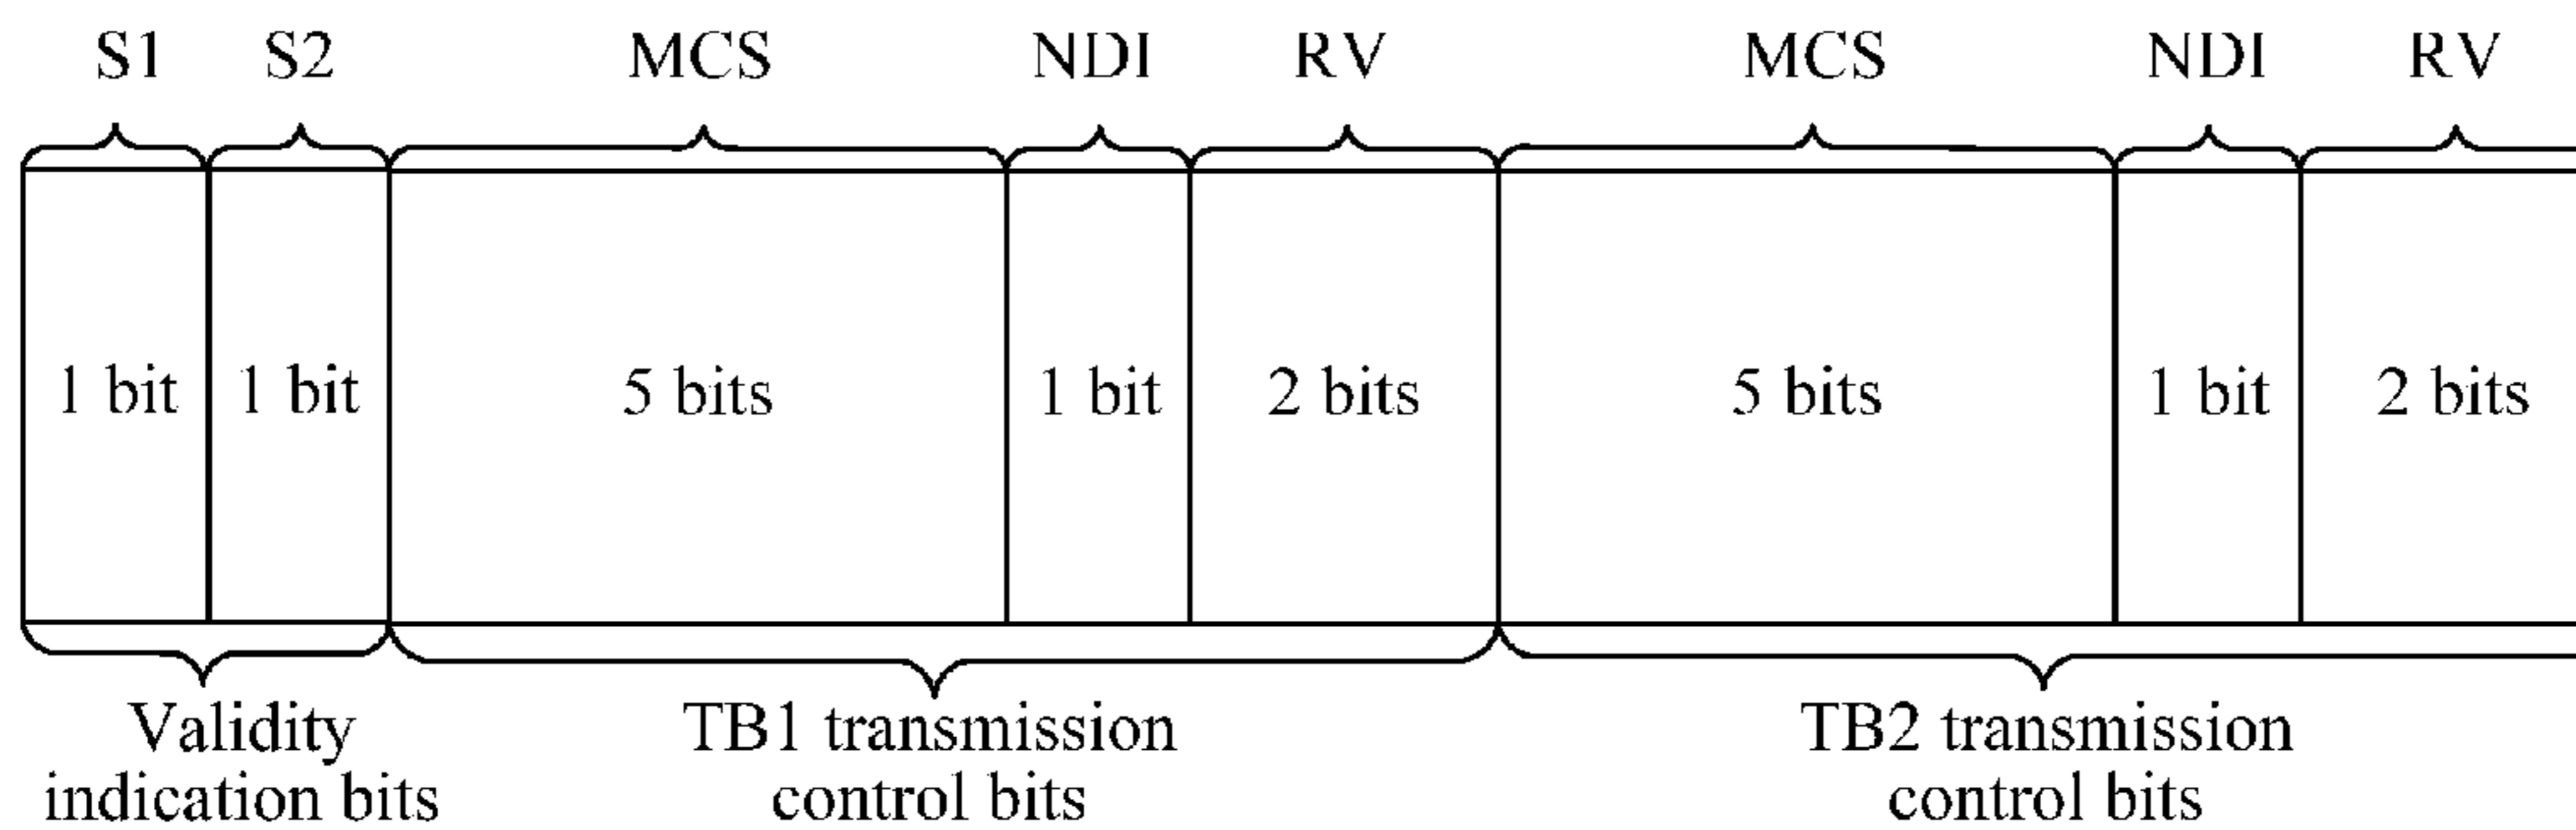 S1 S2 MCS NDI RV MCS NDI RV
1 bit 1 bit 5 bits 1 bit 2 bits 5 bits 1 bit 2 bits
Validity TB1 transmission TB2 transmission
indication bits control bits control bits